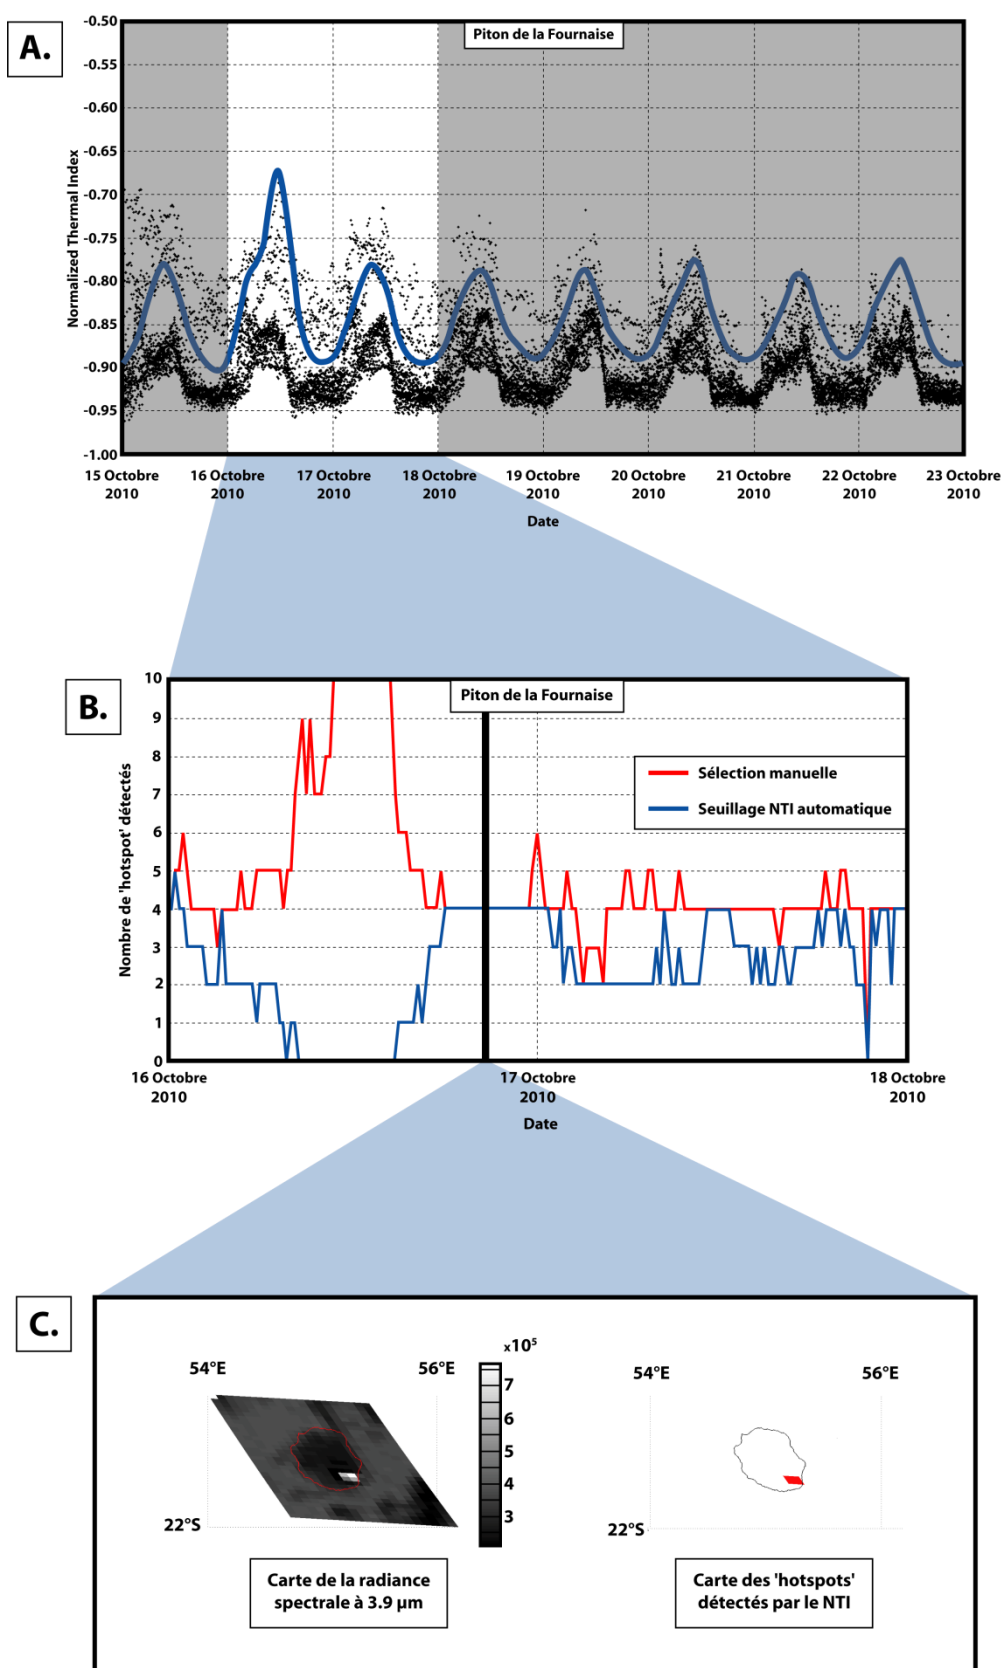 A.
Piton de la Fournaise
-0.50
-0.55
-0.60
-0.65
-0.70
-0.75
-0.80
-0.85
-0.90
-0.95
-1.00
Normalized Thermal Index
15 Octobre 16 Octobre 17 Octobre 18 Octobre 19 Octobre 20 Octobre 21 Octobre 22 Octobre 23 Octobre
2010 2010 2010 2010 2010 2010 2010 2010 2010
Date
B.
Piton de la Fournaise
10
9
8
7
6
5
4
3
2
1
0
Nombre de 'hotspot' détectés
Sélection manuelle
Seuillage NTI automatique
16 Octobre 17 Octobre 18 Octobre
2010 2010 2010
Date
C.
x10⁵
54°E 56°E
7
6
5
4
3
22°S
Carte de la radiance
spectrale à 3.9 µm
54°E 56°E
22°S
Carte des 'hotspots'
détectés par le NTI